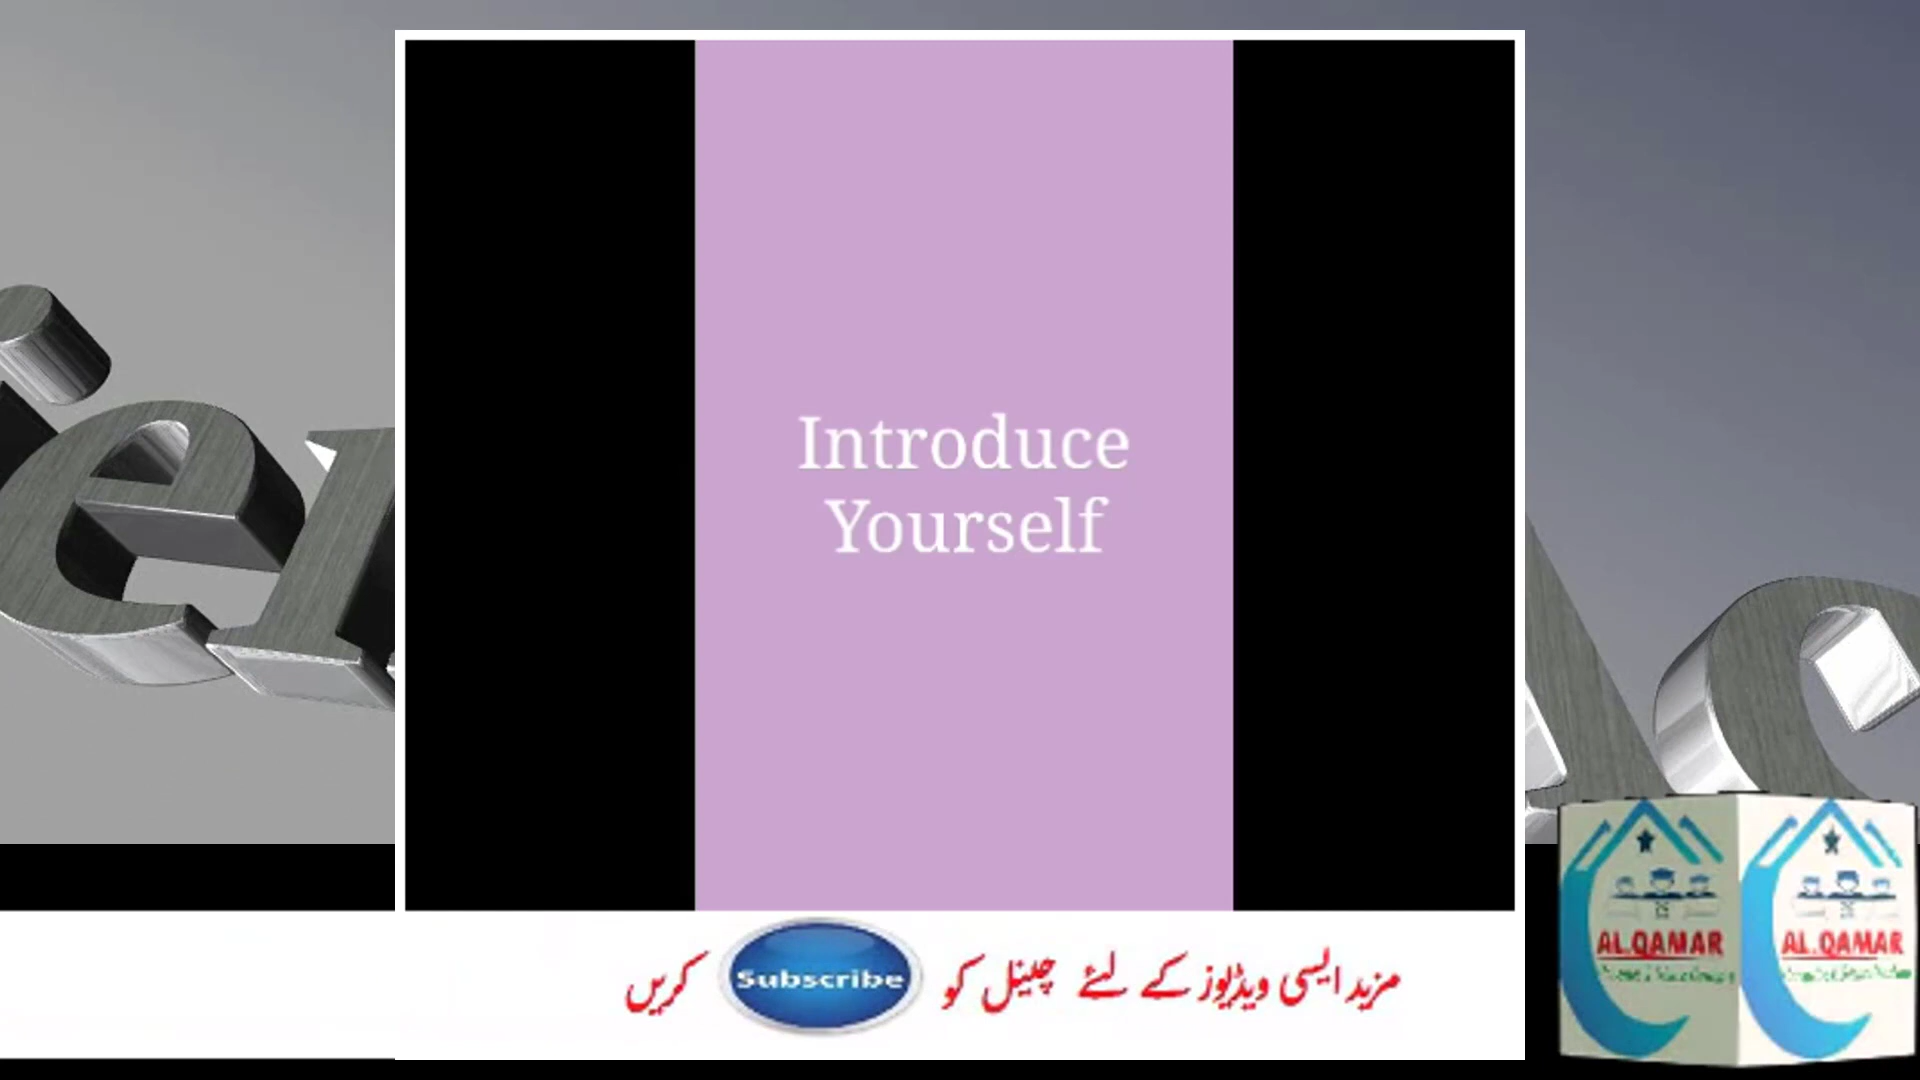 Introduce
Yourself
مزید ایسی ویڈیوز کے لئے چینل کو Subscribe کریں
AL.QAMAR
AL.QAMAR